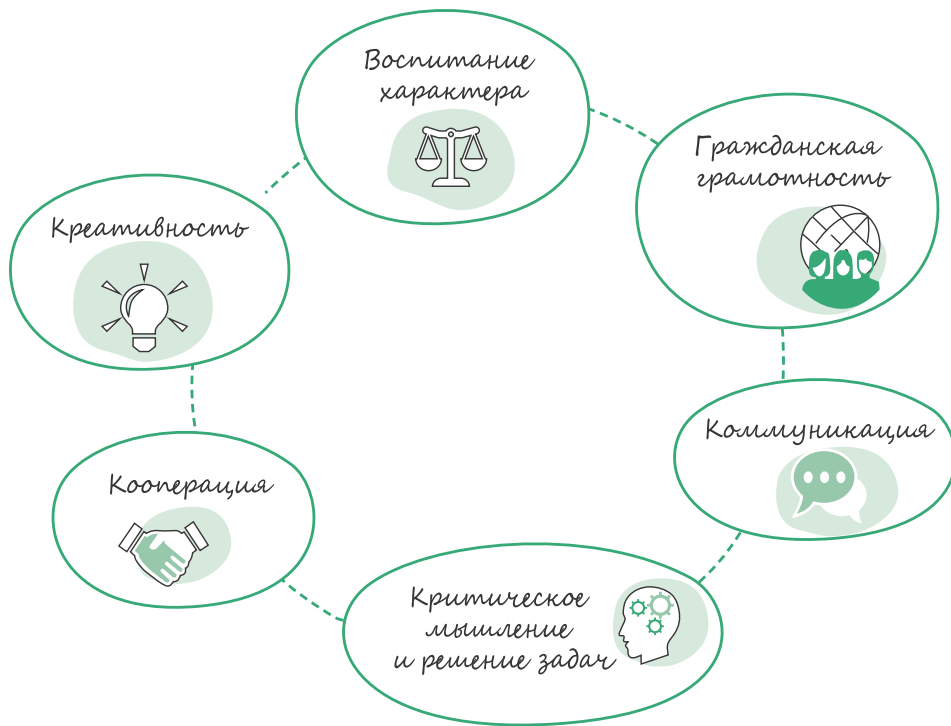 Воспитание
характера
Гражданская
грамотность
Креативность
Коммуникация
Кооперация
Критическое
мышление
и решение задач